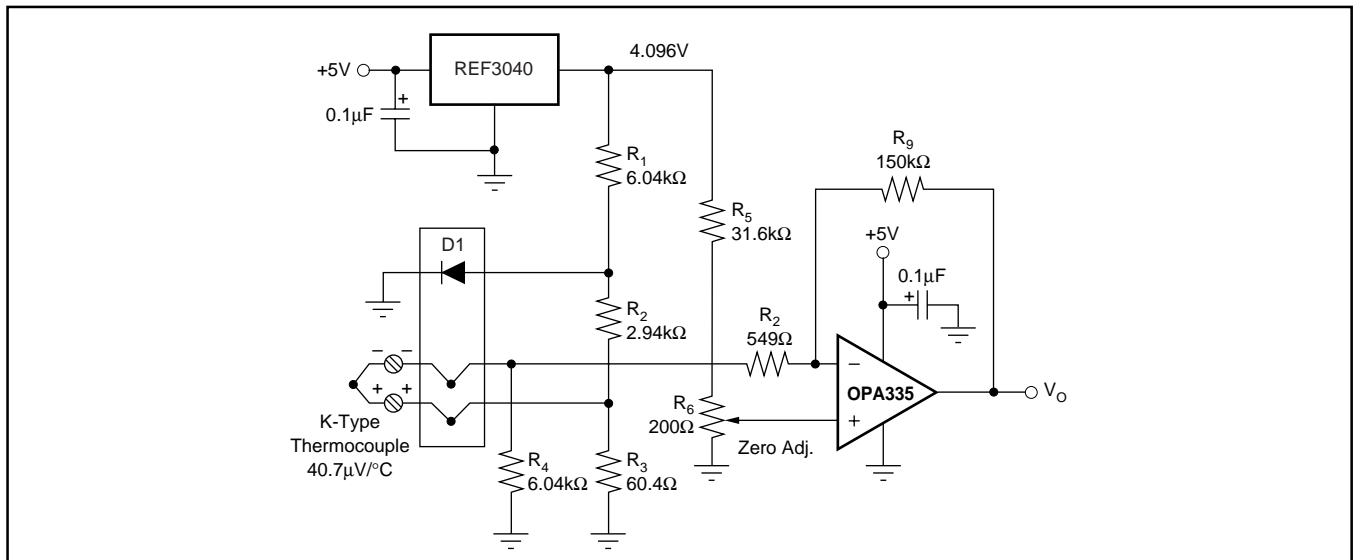 +5V
REF3040
4.096V
+
0.1µF
R1
6.04kΩ
R5
31.6kΩ
R9
150kΩ
+5V
0.1µF
+
D1
R2
2.94kΩ
R2
549Ω
− −
+ +
K-Type
Thermocouple
40.7µV/°C
R4
6.04kΩ
R3
60.4Ω
R6
200Ω
Zero Adj.
−
OPA335
+
VO